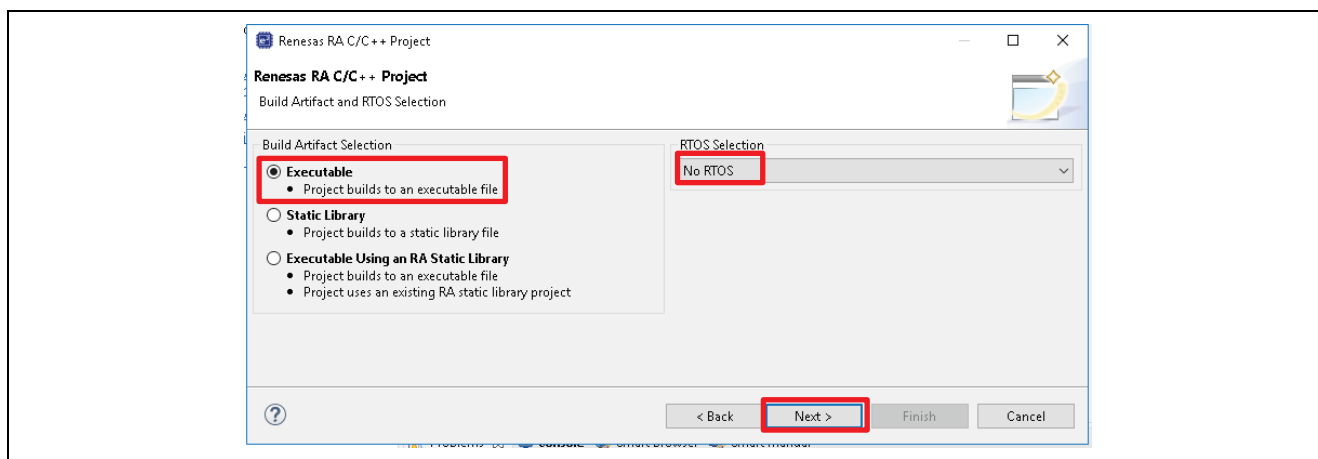 Renesas RA C/C++ Project
Renesas RA C/C++ Project
Build Artifact and RTOS Selection
Build Artifact Selection
Executable
• Project builds to an executable file
Static Library
• Project builds to a static library file
Executable Using an RA Static Library
• Project builds to an executable file
• Project uses an existing RA static library project
RTOS Selection
No RTOS
?
< Back Next > Finish Cancel